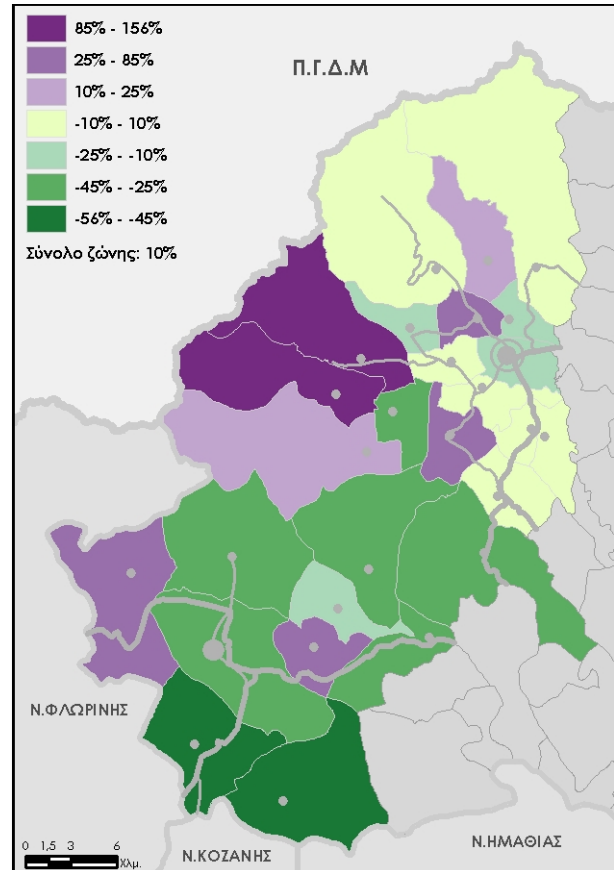 85% - 156%
25% - 85%
10% - 25%
-10% - 10%
-25% - -10%
-45% - -25%
-56% - -45%
Σύνολο ζώνης: 10%
Π.Γ.Δ.Μ
Ν.ΦΛΩΡΙΝΗΣ
Ν.ΚΟΖΑΝΗΣ
Ν.ΗΜΑΘΙΑΣ
0 1,5 3 6
Χλμ.